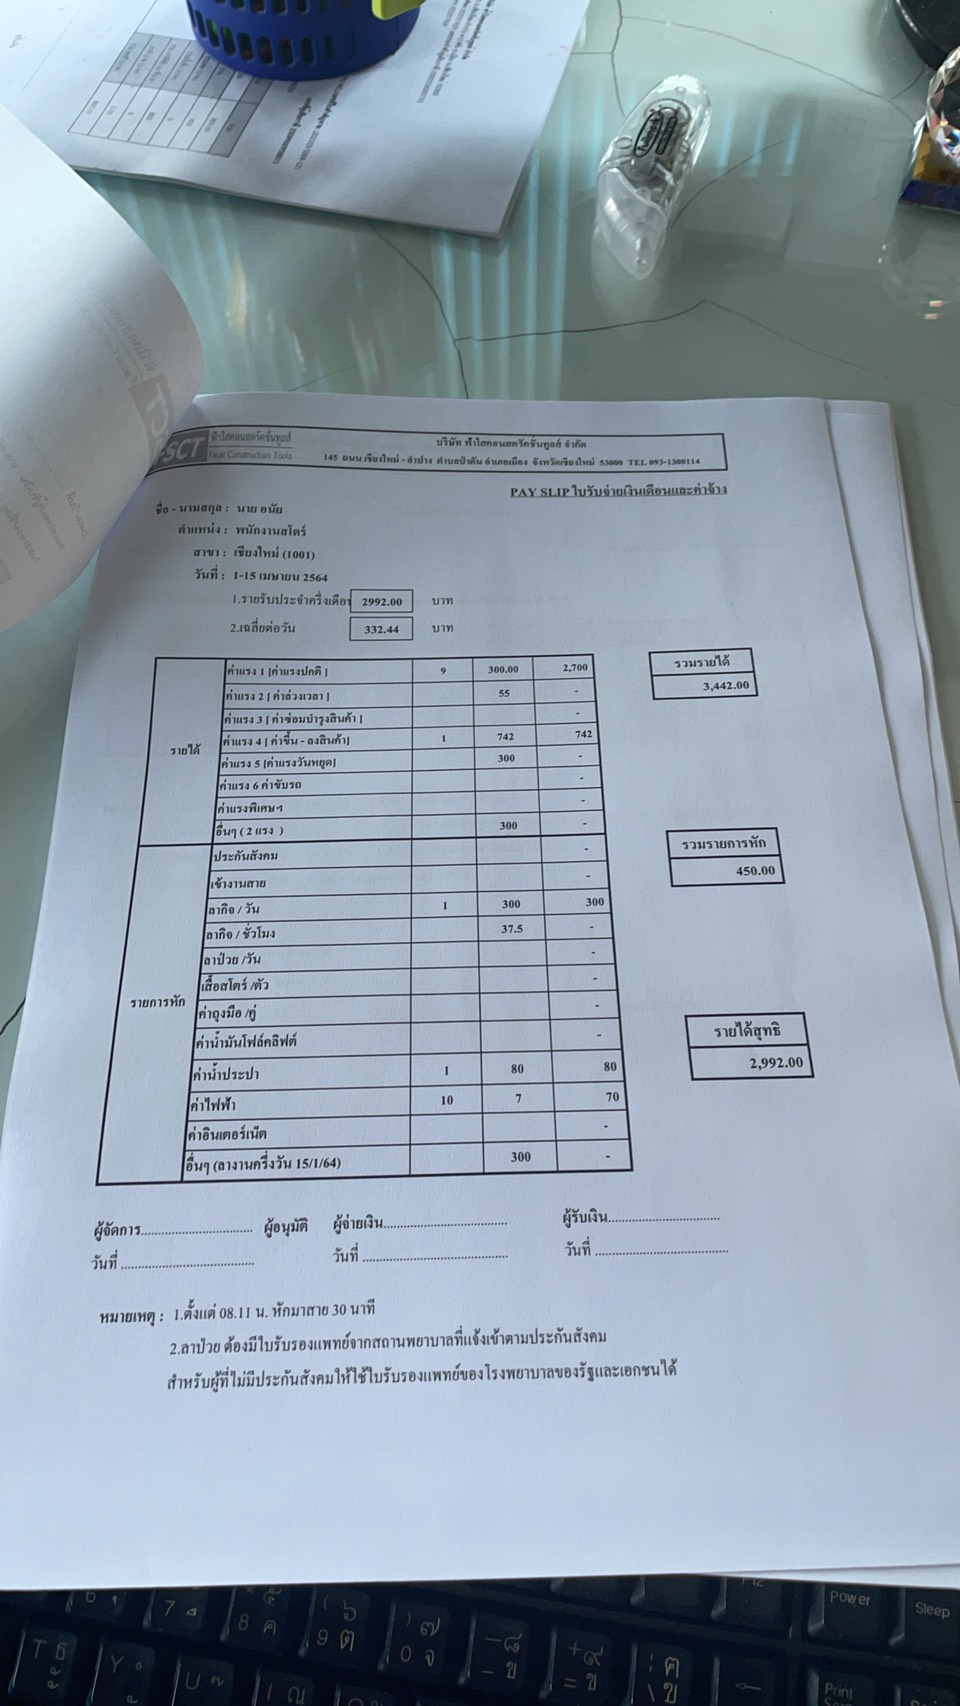 SCT ฟ้าใสคอนสตรัคชั่นทูลส์
Fasai Construction Tools
บริษัท ฟ้าใสคอนสตรัคชั่นทูลส์ จำกัด
145 ถนน เชียงใหม่ - ลำปาง ตำบลป่าตัน อำเภอเมือง จังหวัดเชียงใหม่ 53000 TEL 093-1300114
PAY SLIP ใบรับจ่ายเงินเดือนและค่าจ้าง
ชื่อ - นามสกุล : นาย อนัย
ตำแหน่ง : พนักงานสโตร์
สาขา : เชียงใหม่ (1001)
วันที่ : 1-15 เมษายน 2564
1.รายรับประจำครึ่งเดือน 2992.00 บาท
2.เฉลี่ยต่อวัน 332.44 บาท
รายได้
ค่าแรง 1 [ค่าแรงปกติ ] 9 300.00 2,700
ค่าแรง 2 [ ค่าล่วงเวลา ] 55 -
ค่าแรง 3 [ ค่าซ่อมบำรุงสินค้า ] -
ค่าแรง 4 [ ค่าขึ้น - ลงสินค้า] 1 742 742
ค่าแรง 5 [ค่าแรงวันหยุด] 300 -
ค่าแรง 6 ค่าขับรถ -
ค่าแรงพิเศษฯ -
อื่นๆ ( 2 แรง ) 300 -
รวมรายได้
3,442.00
รายการหัก
ประกันสังคม -
เข้างานสาย -
ลากิจ / วัน 1 300 300
ลากิจ / ชั่วโมง 37.5 -
ลาป่วย /วัน -
เสื้อสโตร์ /ตัว -
ค่าถุงมือ /คู่ -
ค่าน้ำมันโฟล์คลิฟต์ -
ค่าน้ำประปา 1 80 80
ค่าไฟฟ้า 10 7 70
ค่าอินเตอร์เน็ต -
อื่นๆ (ลางานครึ่งวัน 15/1/64) 300 -
รวมรายการหัก
450.00
รายได้สุทธิ
2,992.00
ผู้จัดการ............................... ผู้อนุมัติ ผู้จ่ายเงิน.................................. ผู้รับเงิน...............................
วันที่ ..................................... วันที่ ........................................ วันที่ .....................................
หมายเหตุ : 1.ตั้งแต่ 08.11 น. หักมาสาย 30 นาที
2.ลาป่วย ต้องมีใบรับรองแพทย์จากสถานพยาบาลที่แจ้งเข้าตามประกันสังคม
สำหรับผู้ที่ไม่มีประกันสังคมให้ใช้ใบรับรองแพทย์ของโรงพยาบาลของรัฐและเอกชนได้
Power
Sleep
7 8 ค 9 ต 0 จ - ข = ช \ ฃ
Print
T Y U I ณ